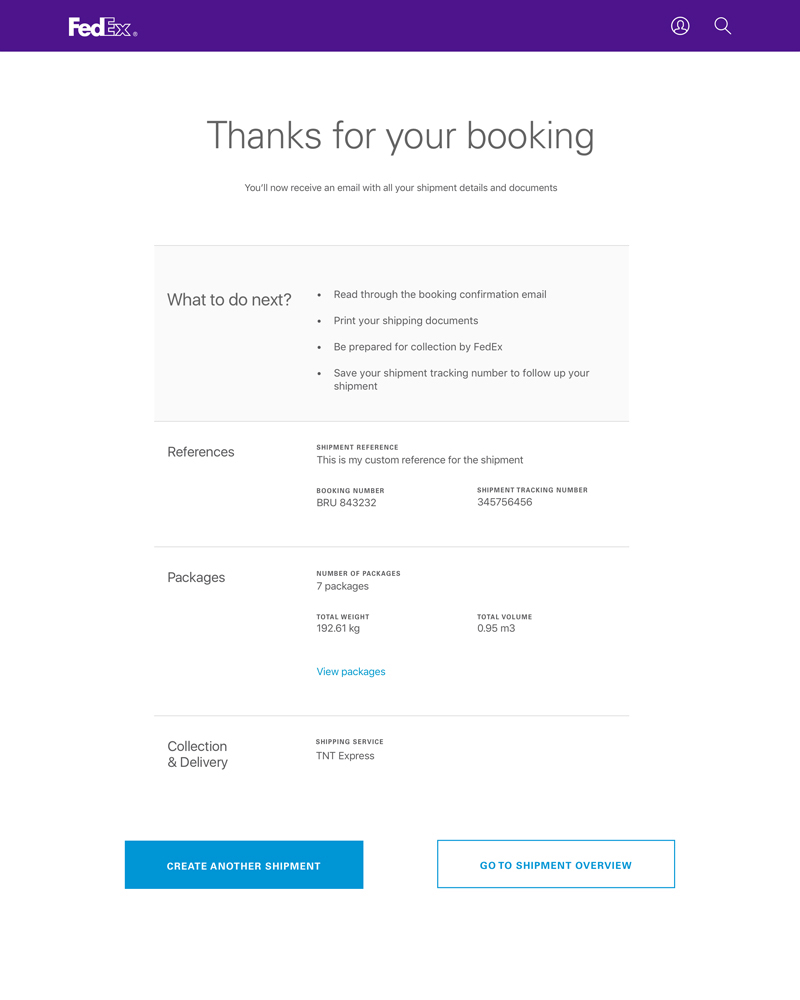 FedEx®
Thanks for your booking
You'll now receive an email with all your shipment details and documents
What to do next?
• Read through the booking confirmation email
• Print your shipping documents
• Be prepared for collection by FedEx
• Save your shipment tracking number to follow up your
shipment
References
SHIPMENT REFERENCE
This is my custom reference for the shipment
BOOKING NUMBER
BRU 843232
SHIPMENT TRACKING NUMBER
345756456
Packages
NUMBER OF PACKAGES
7 packages
TOTAL WEIGHT
192.61 kg
TOTAL VOLUME
0.95 m3
View packages
Collection
& Delivery
SHIPPING SERVICE
TNT Express
CREATE ANOTHER SHIPMENT
GO TO SHIPMENT OVERVIEW